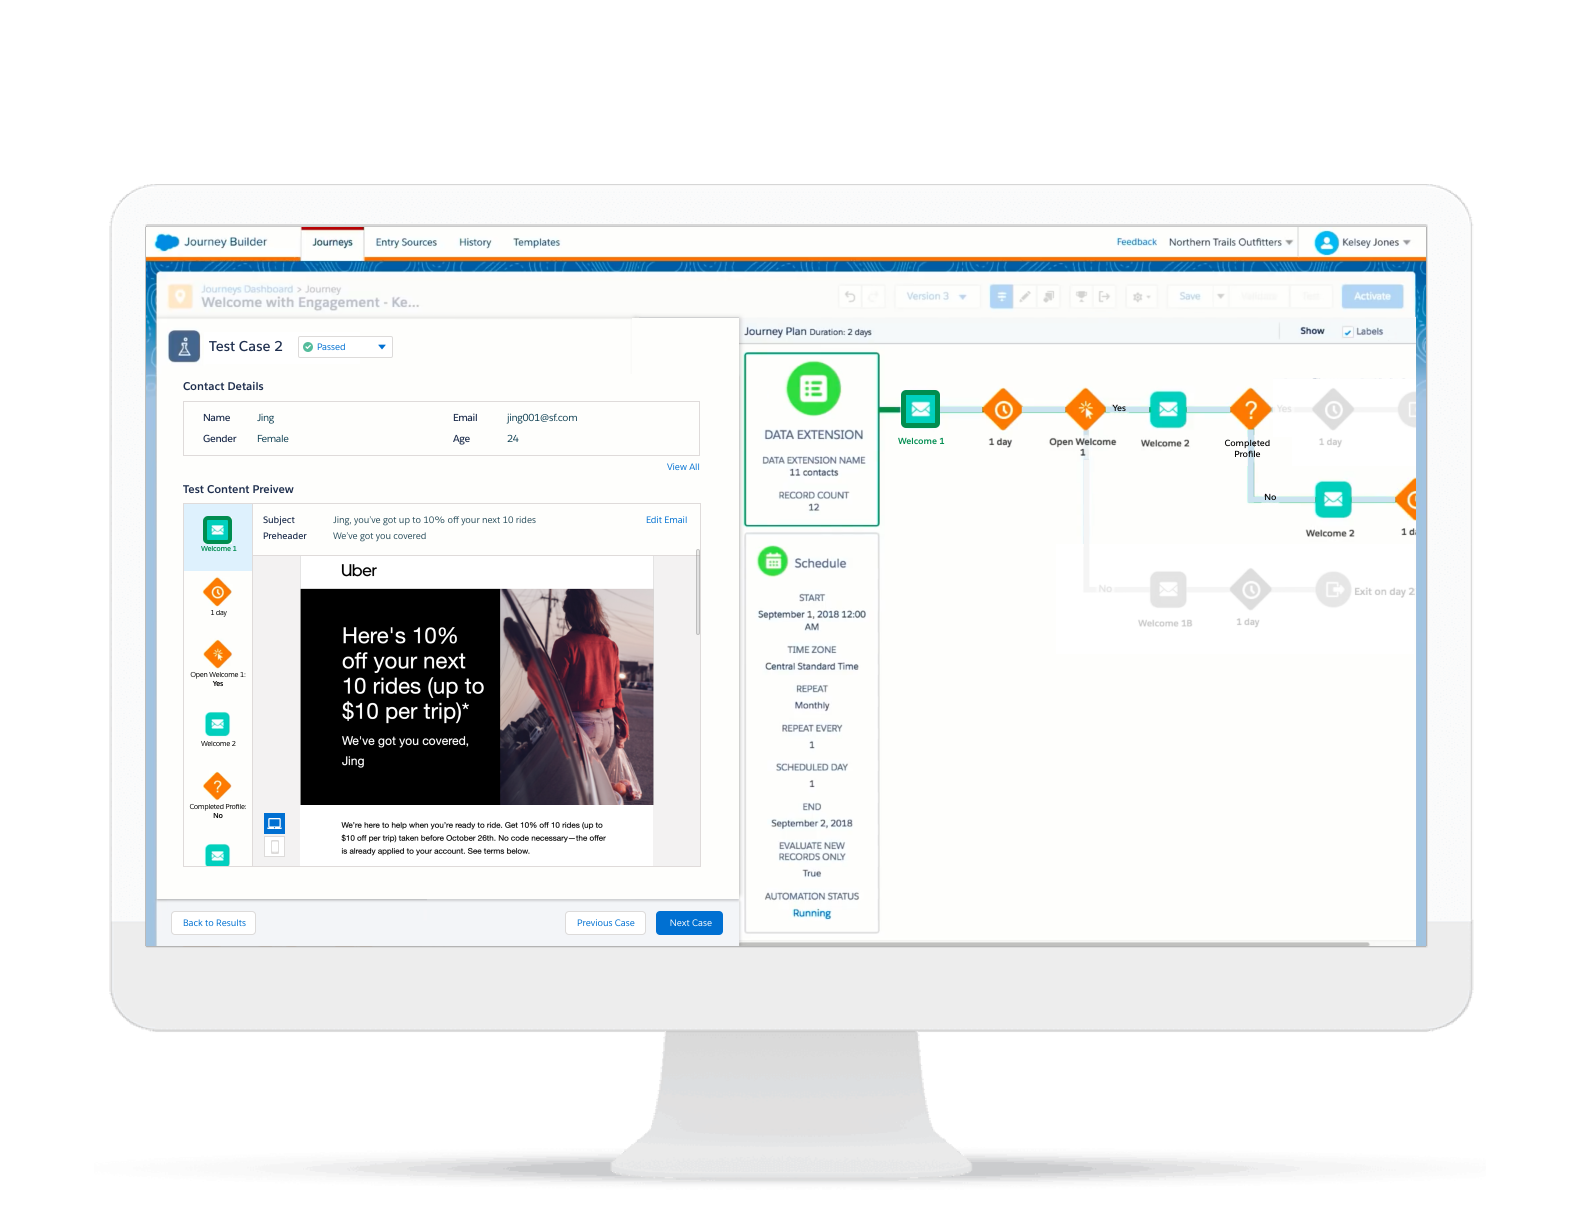 Journey Builder
Journeys
Entry Sources
History
Templates
Feedback
Northern Trails Outfitters
Kelsey Jones
Journeys Dashboard > Journey
Welcome with Engagement - Ke...
Version 3
Save
Activate
Test Case 2
Passed
Contact Details
Name Jing Email jing001@sf.com
Gender Female Age 24
View All
Test Content Preivew
Welcome 1
1 day
Open Welcome 1:
Yes
Welcome 2
Completed Profile:
No
Subject Jing, you've got up to 10% off your next 10 rides
Edit Email
Preheader We've got you covered
Uber
Here's 10%
off your next
10 rides (up to
$10 per trip)*
We've got you covered,
Jing
We're here to help when you're ready to ride. Get 10% off 10 rides (up to
$10 off per trip) taken before October 26th. No code necessary—the offer
is already applied to your account. See terms below.
Back to Results
Previous Case
Next Case
Journey Plan Duration: 2 days
Show
Labels
DATA EXTENSION
DATA EXTENSION NAME
11 contacts
RECORD COUNT
12
Schedule
START
September 1, 2018 12:00
AM
TIME ZONE
Central Standard Time
REPEAT
Monthly
REPEAT EVERY
1
SCHEDULED DAY
1
END
September 2, 2018
EVALUATE NEW
RECORDS ONLY
True
AUTOMATION STATUS
Running
Welcome 1
1 day
Open Welcome
1
Yes
Welcome 2
Completed
Profile
Yes
1 day
No
Welcome 2
1 d
No
Welcome 1B
1 day
Exit on day 2